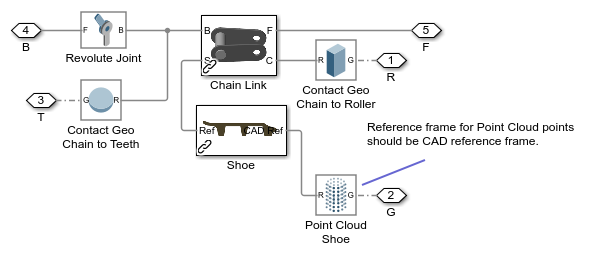 4
B
F
B
Revolute Joint
B
F
S
C
Chain Link
5
F
R
G
Contact Geo
Chain to Roller
1
R
3
T
G
R
Contact Geo
Chain to Teeth
Ref
CAD Ref
Shoe
Reference frame for Point Cloud points
should be CAD reference frame.
R
G
Point Cloud
Shoe
2
G